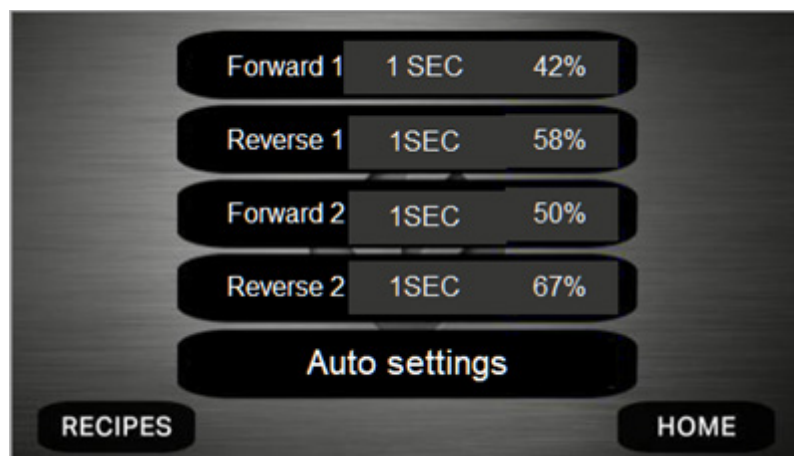 Forward 1 1 SEC 42%
Reverse 1 1SEC 58%
Forward 2 1SEC 50%
Reverse 2 1SEC 67%
Auto settings
RECIPES HOME